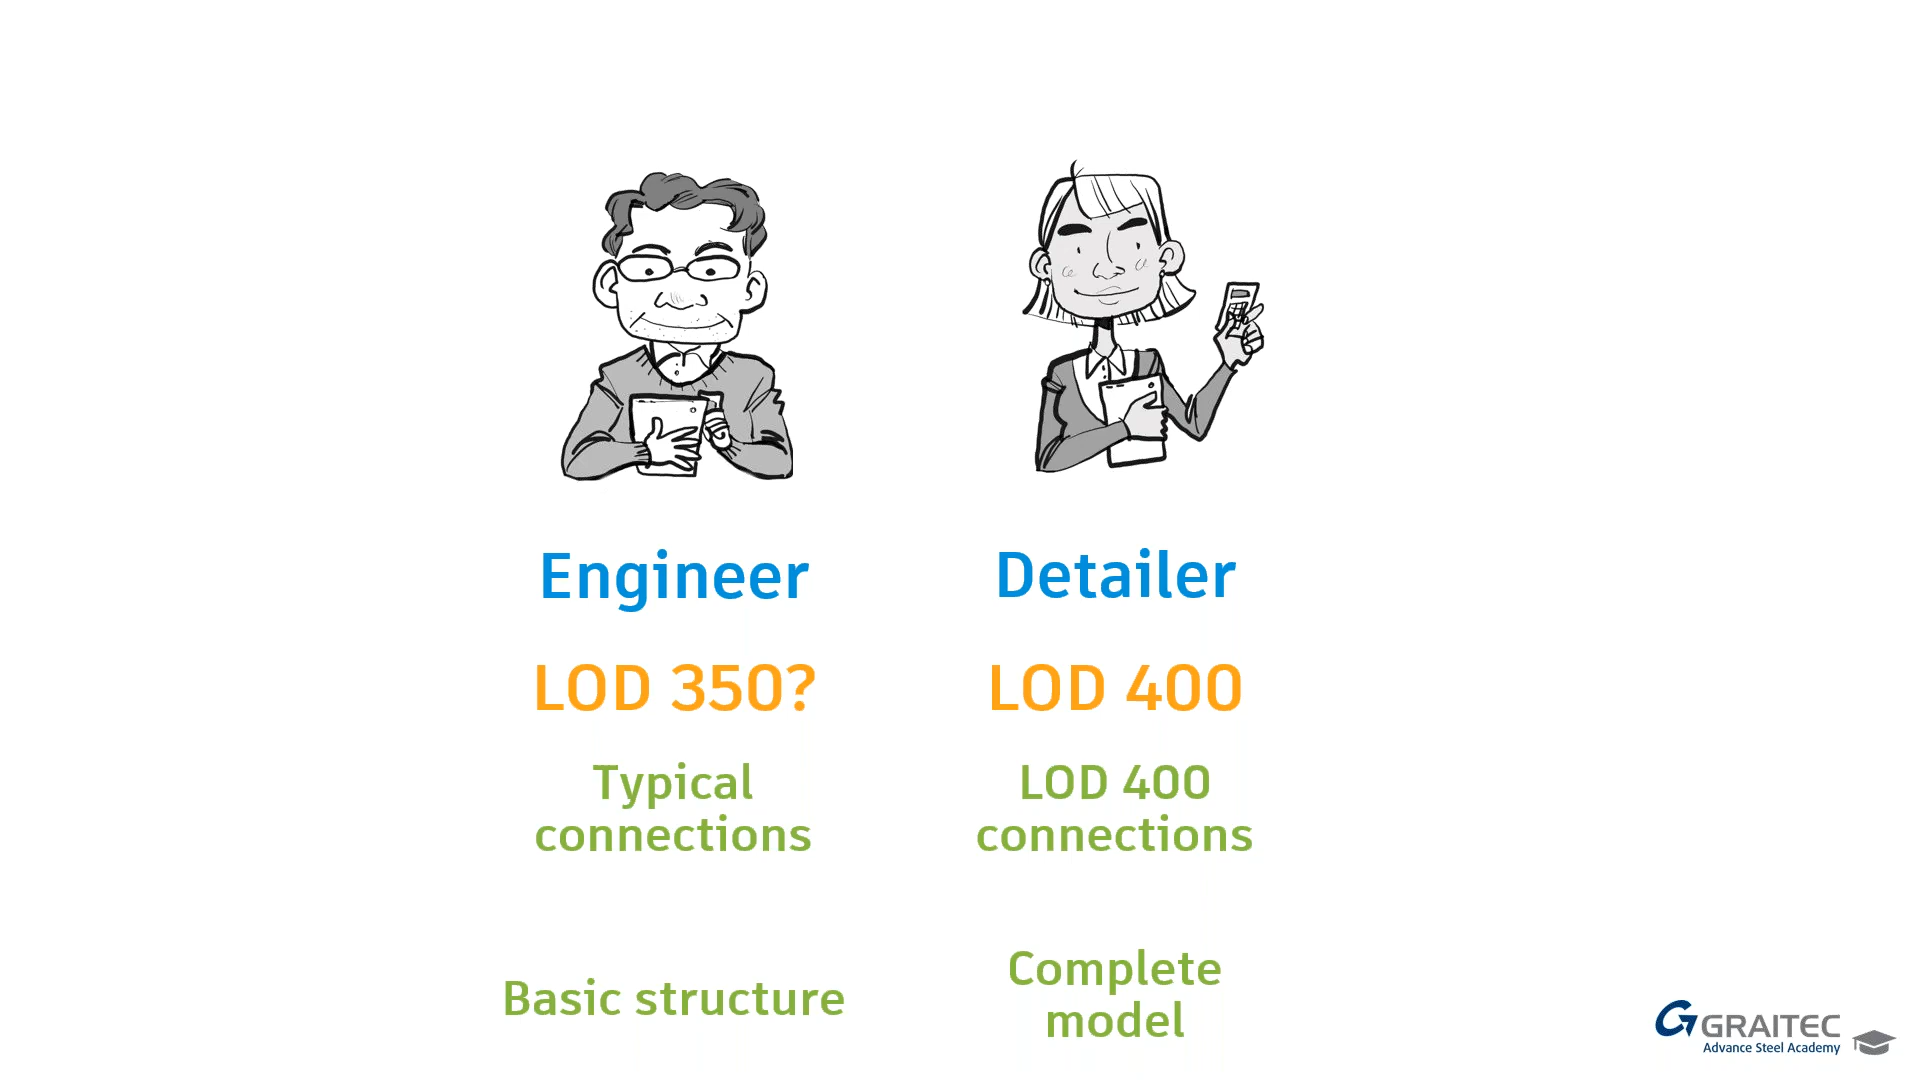 Engineer
LOD 350?
Typical
connections
Basic structure
Detailer
LOD 400
LOD 400
connections
Complete
model
GRAITEC
Advance Steel Academy